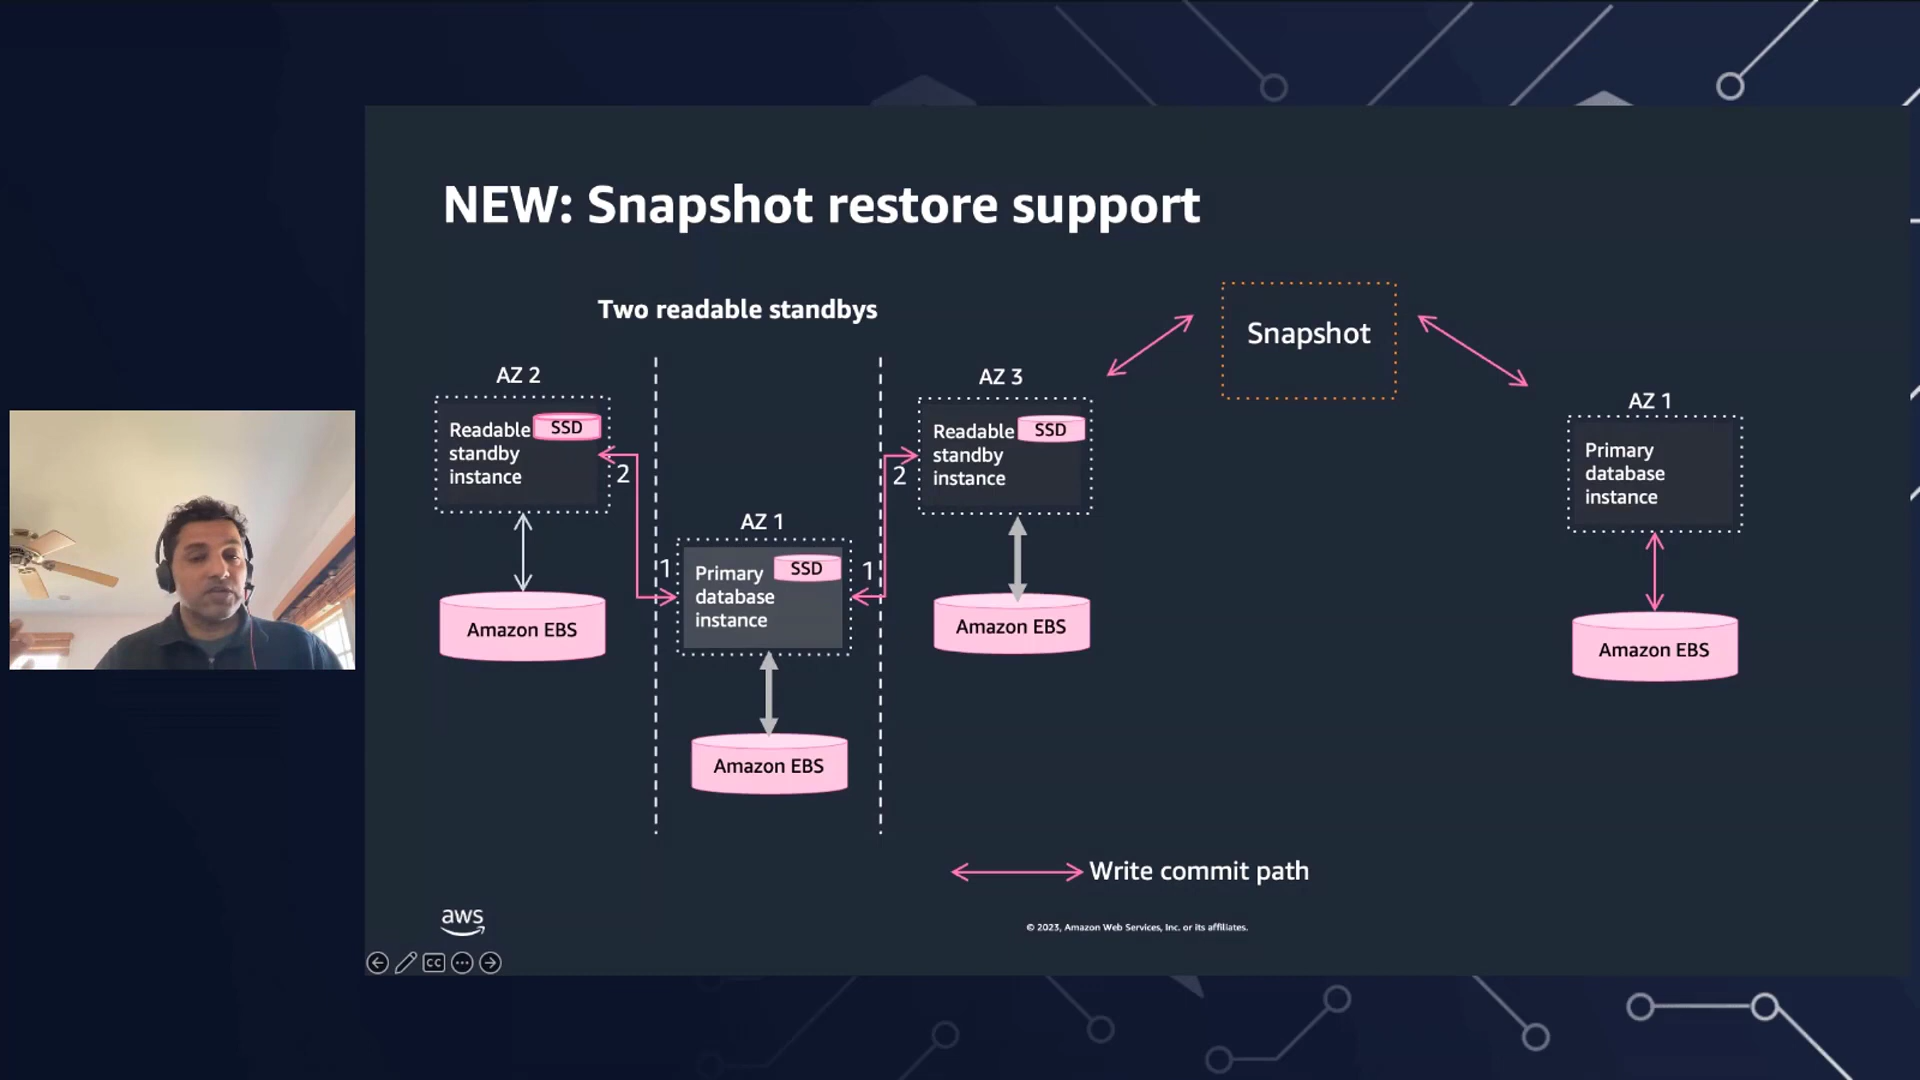 NEW: Snapshot restore support
Two readable standbys
Snapshot
AZ 2
Readable
standby
instance
SSD
2
Amazon EBS
AZ 1
1
Primary
database
instance
SSD
1
Amazon EBS
AZ 3
Readable
standby
instance
SSD
2
Amazon EBS
AZ 1
Primary
database
instance
Amazon EBS
Write commit path
aws
© 2023, Amazon Web Services, Inc. or its affiliates.
CC